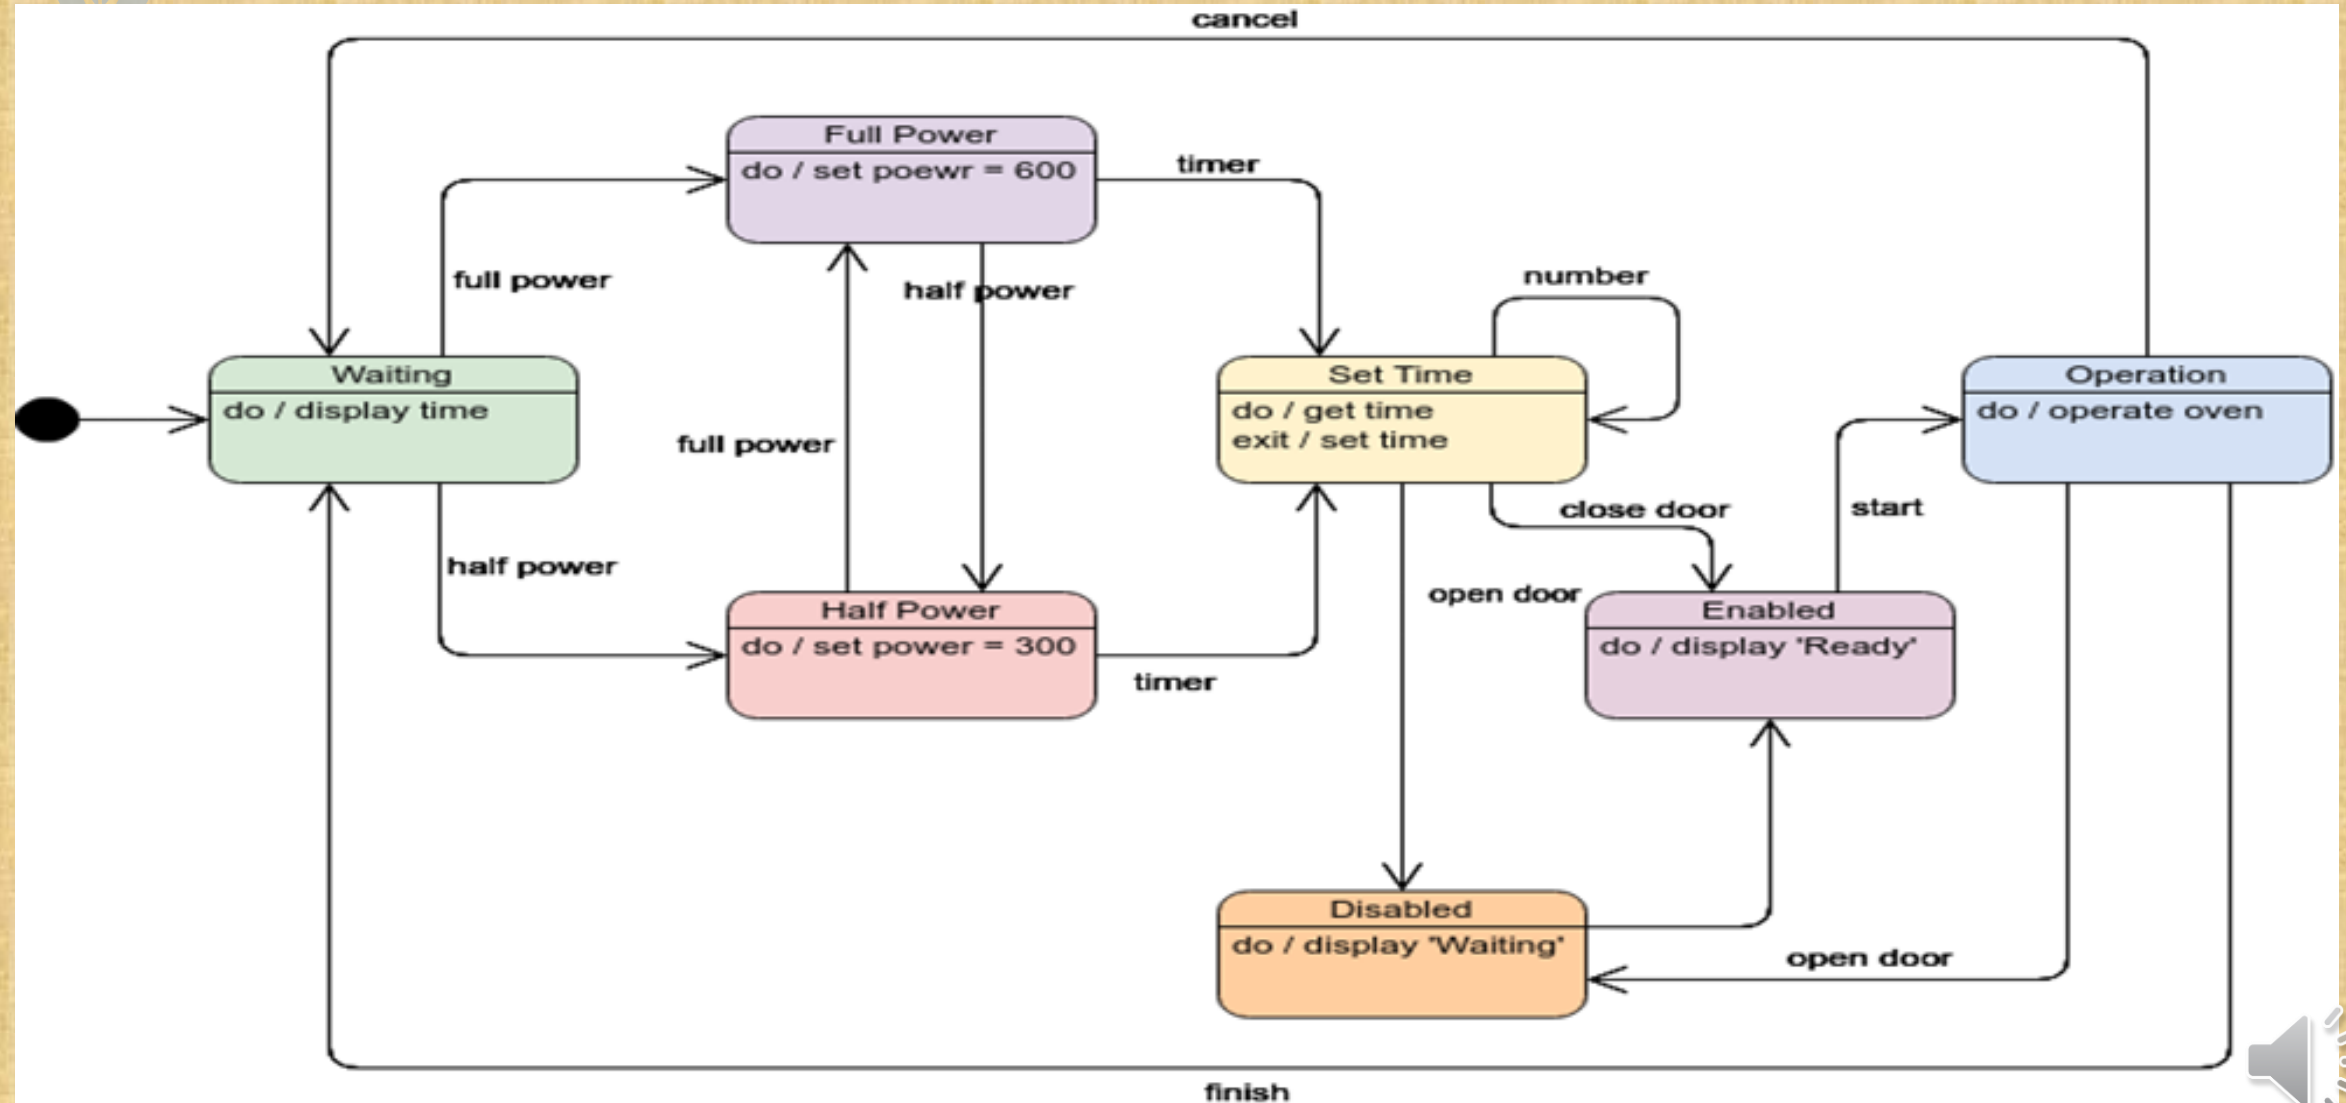 cancel
Full Power
do / set poewr = 600
timer
full power
half power
number
Waiting
do / display time
Set Time
do / get time
exit / set time
Operation
do / operate oven
full power
close door
start
half power
open door
Half Power
do / set power = 300
Enabled
do / display 'Ready'
timer
Disabled
do / display 'Waiting'
open door
finish